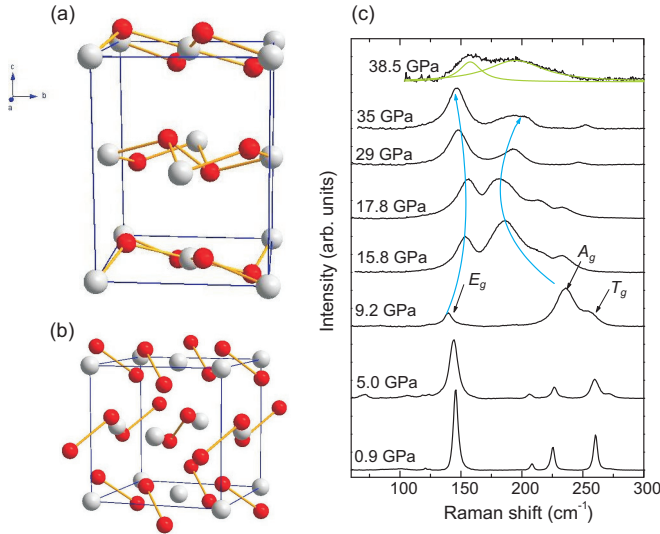 (a)
c
a
b
(b)
(c)
38.5 GPa
35 GPa
29 GPa
17.8 GPa
15.8 GPa
9.2 GPa
5.0 GPa
0.9 GPa
E_g
A_g
T_g
Intensity (arb. units)
100 150 200 250
Raman shift (cm⁻¹)